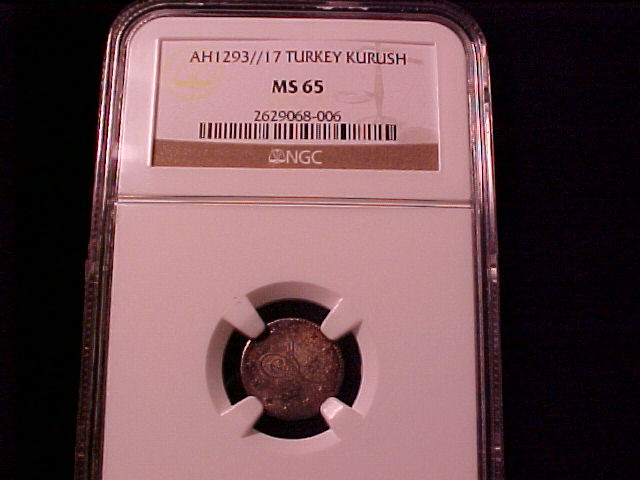 AH1293//17 TURKEY KURUSH
MS 65
2629068-006
NGC